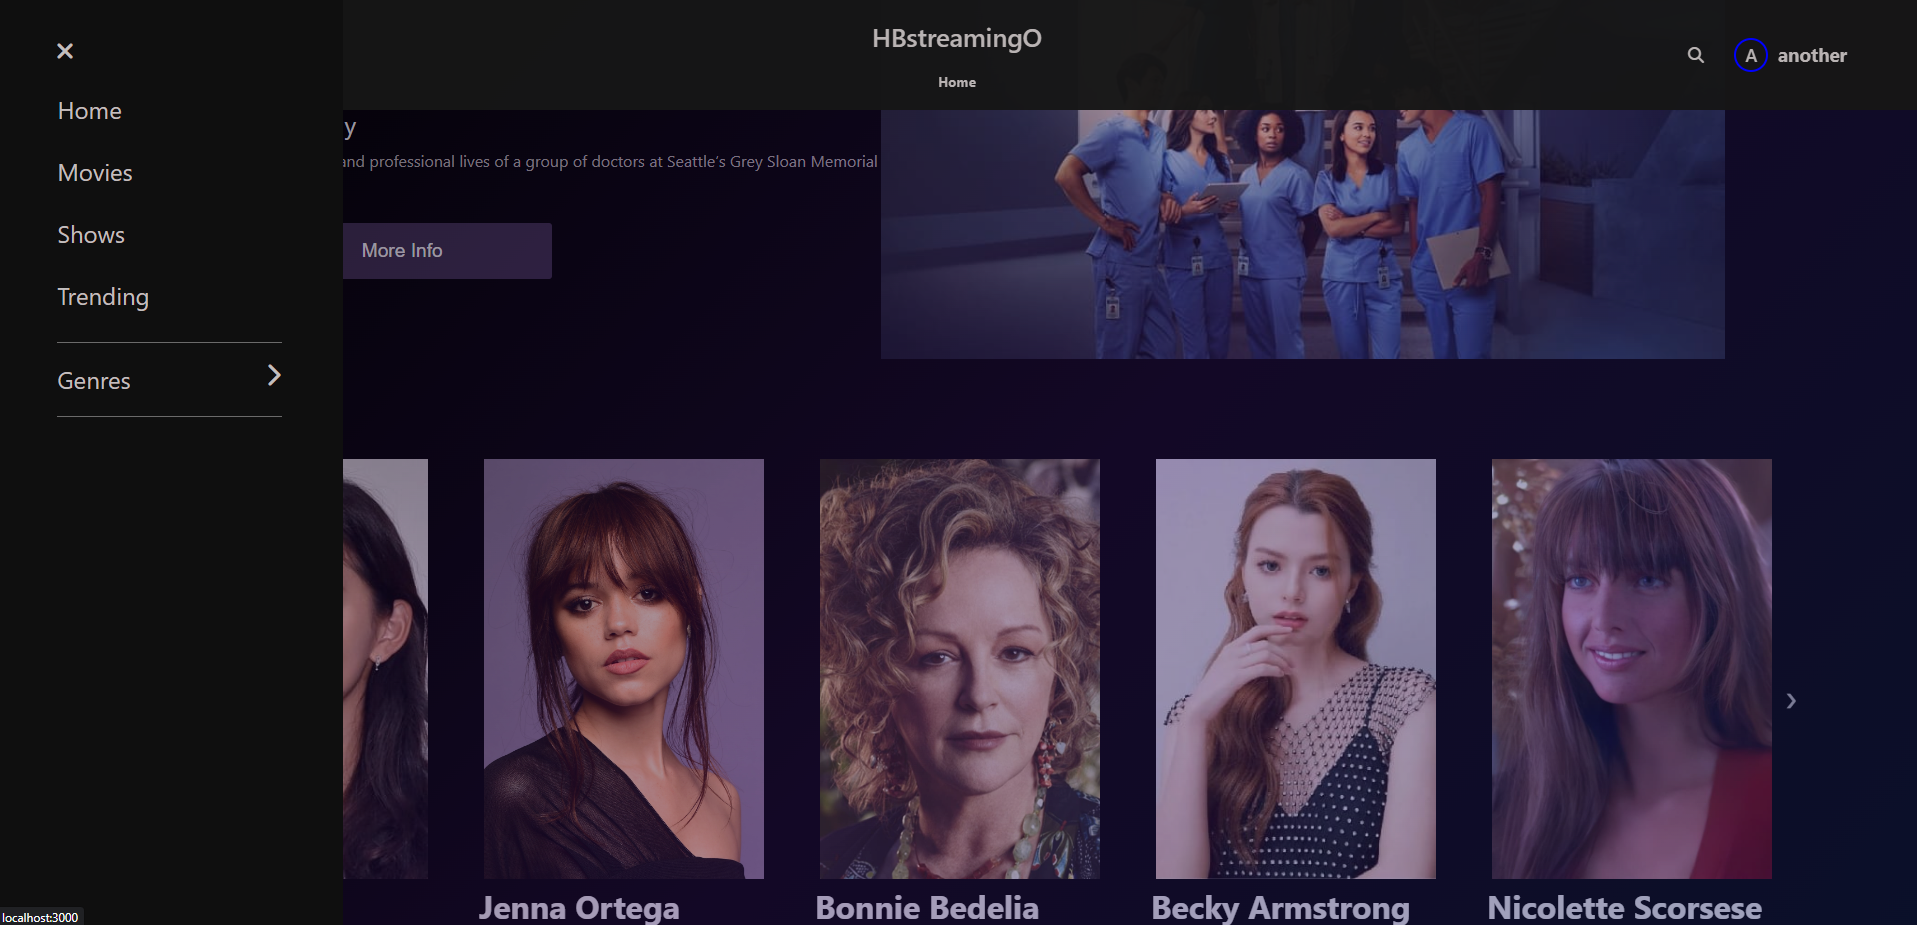 HBstreamingO
Home
A another
Home
Movies
Shows
Trending
Genres
y
and professional lives of a group of doctors at Seattle's Grey Sloan Memorial
More Info
Jenna Ortega
Bonnie Bedelia
Becky Armstrong
Nicolette Scorsese
localhost:3000